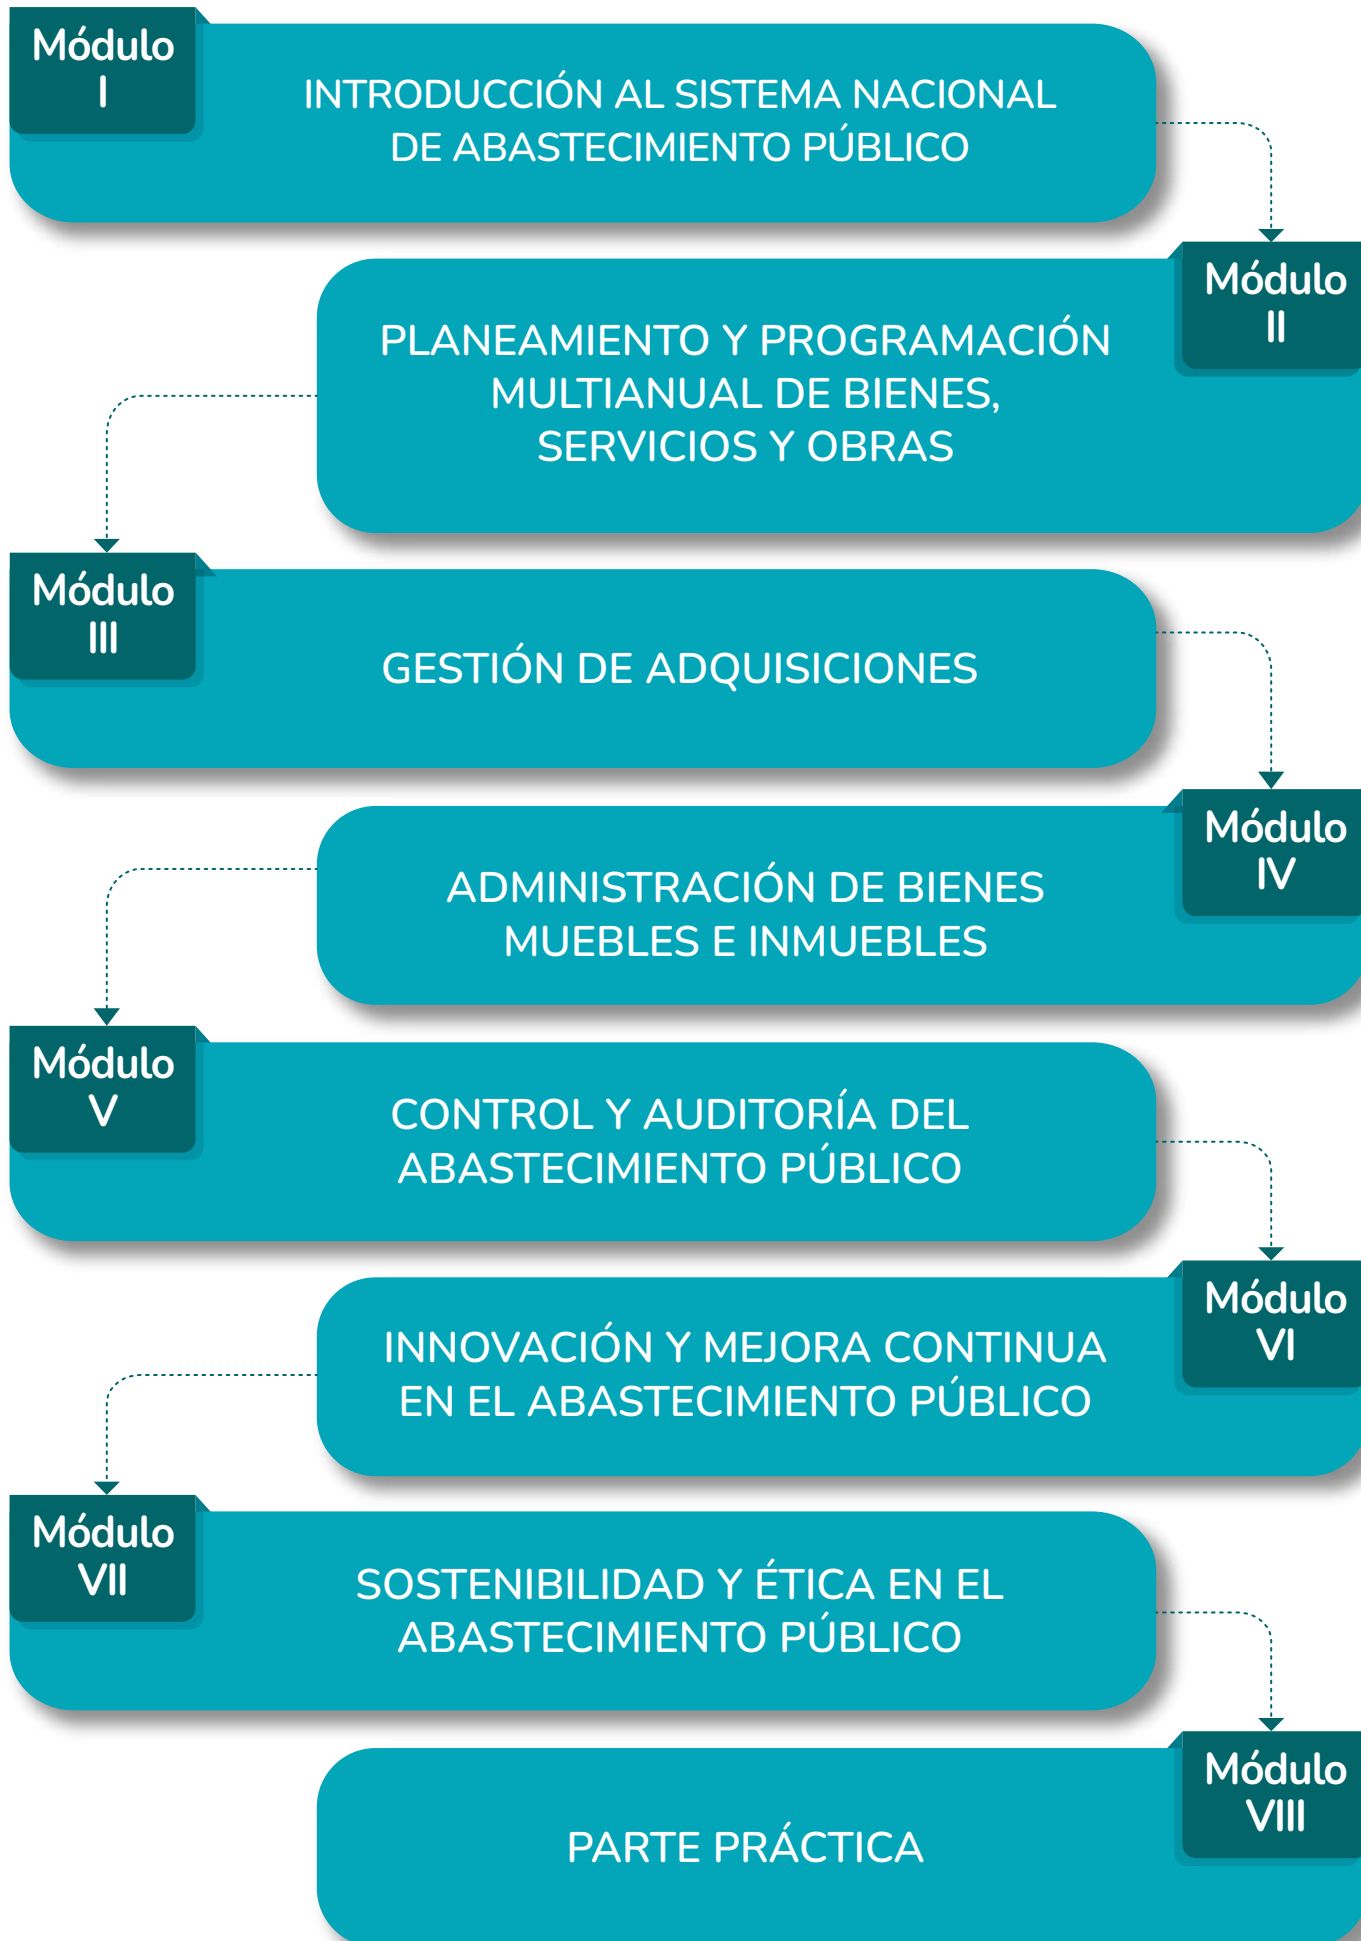 Módulo
I
INTRODUCCIÓN AL SISTEMA NACIONAL
DE ABASTECIMIENTO PÚBLICO
Módulo
II
PLANEAMIENTO Y PROGRAMACIÓN
MULTIANUAL DE BIENES,
SERVICIOS Y OBRAS
Módulo
III
GESTIÓN DE ADQUISICIONES
Módulo
IV
ADMINISTRACIÓN DE BIENES
MUEBLES E INMUEBLES
Módulo
V
CONTROL Y AUDITORÍA DEL
ABASTECIMIENTO PÚBLICO
Módulo
VI
INNOVACIÓN Y MEJORA CONTINUA
EN EL ABASTECIMIENTO PÚBLICO
Módulo
VII
SOSTENIBILIDAD Y ÉTICA EN EL
ABASTECIMIENTO PÚBLICO
Módulo
VIII
PARTE PRÁCTICA